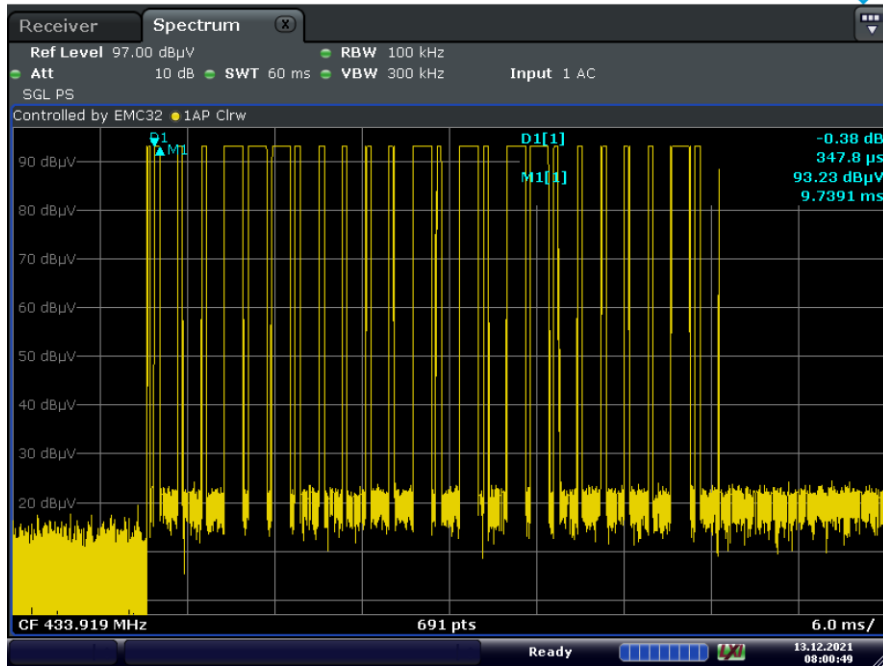 Receiver Spectrum X
Ref Level 97.00 dBµV RBW 100 kHz
Att 10 dB SWT 60 ms VBW 300 kHz Input 1 AC
SGL PS
Controlled by EMC32 1AP Clrw
D1 D1[1] -0.38 dB
M1 347.8 µs
90 dBµV M1[1] 93.23 dBµV
9.7391 ms
80 dBµV
70 dBµV
60 dBµV
50 dBµV
40 dBµV
30 dBµV
20 dBµV
CF 433.919 MHz 691 pts 6.0 ms/
Ready LXI 13.12.2021
08:00:49